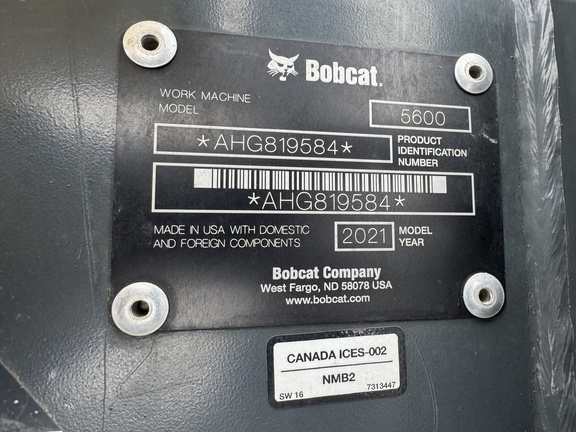 Bobcat®
WORK MACHINE
MODEL
5600
*AHG819584*
PRODUCT
IDENTIFICATION
NUMBER
*AHG819584*
MADE IN USA WITH DOMESTIC
AND FOREIGN COMPONENTS
2021
MODEL
YEAR
Bobcat Company
West Fargo, ND 58078 USA
www.bobcat.com
CANADA ICES-002
NMB2
SW 16 7313447